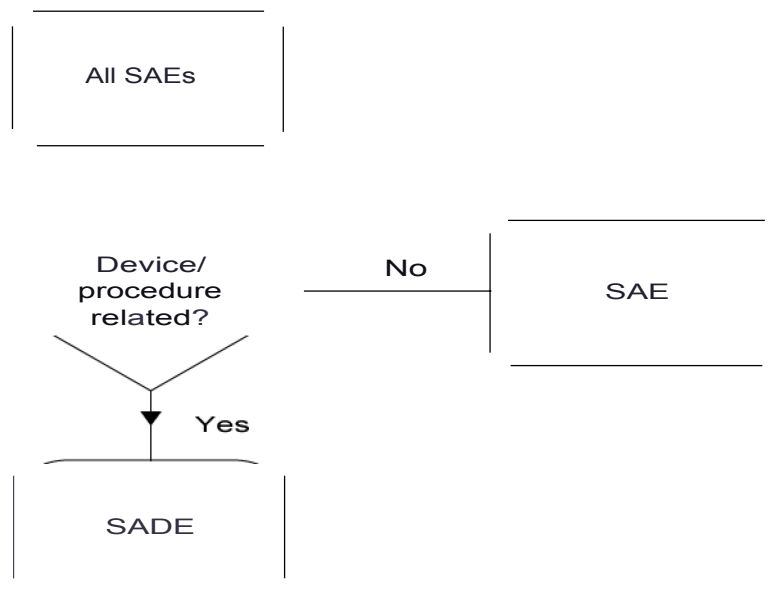 All SAEs
Device/
procedure
related?
No
SAE
Yes
SADE